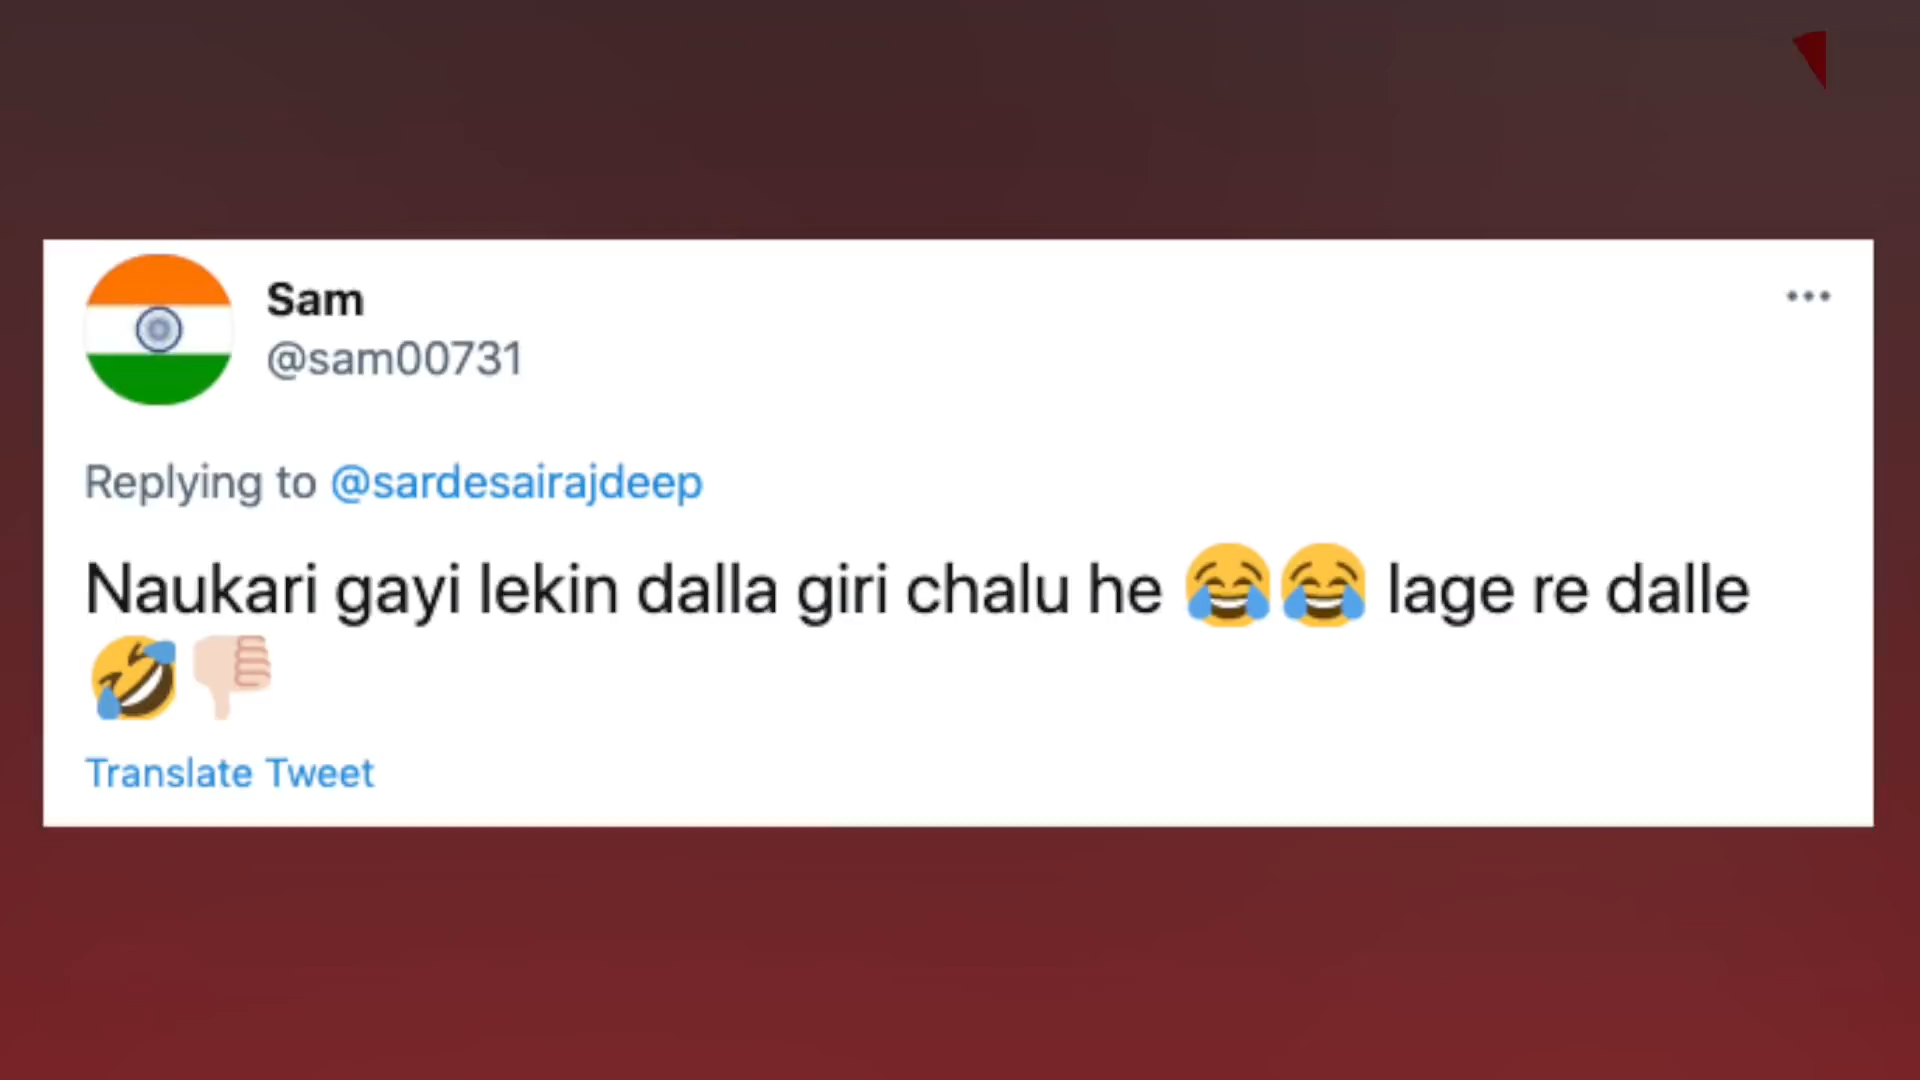 Sam
@sam00731
Replying to @sardesairajdeep
Naukari gayi lekin dalla giri chalu he 😂😂 lage re dalle
🤣👎🏻
Translate Tweet